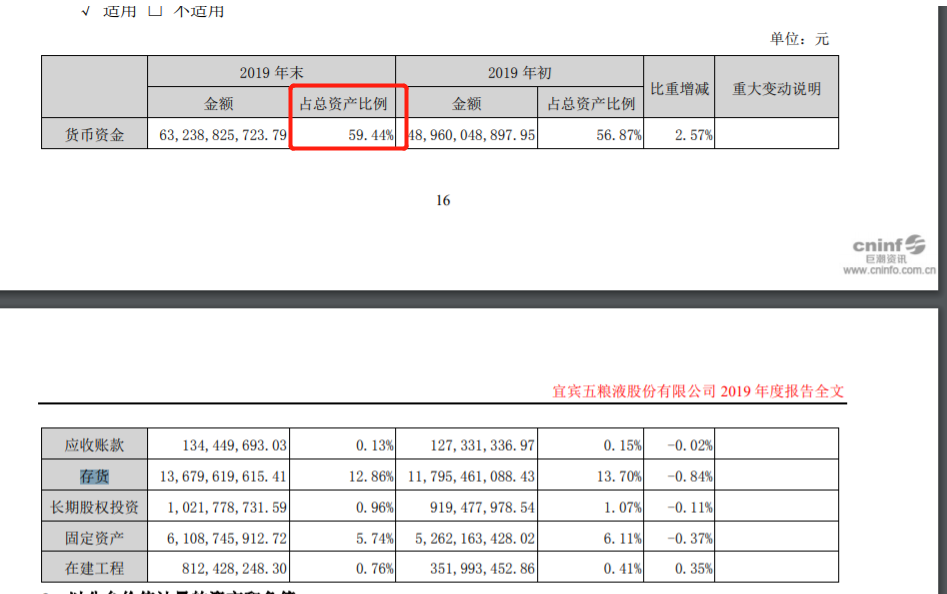 √ 适用 □ 不适用
单位：元
2019 年末 2019 年初 比重增减 重大变动说明
金额 占总资产比例 金额 占总资产比例
货币资金 63,238,825,723.79 59.44% 48,960,048,897.95 56.87% 2.57%
16
cninf
巨潮资讯
www.cninfo.com.cn
宜宾五粮液股份有限公司 2019 年度报告全文
应收账款 134,449,693.03 0.13% 127,331,336.97 0.15% -0.02%
存货 13,679,619,615.41 12.86% 11,795,461,088.43 13.70% -0.84%
长期股权投资 1,021,778,731.59 0.96% 919,477,978.54 1.07% -0.11%
固定资产 6,108,745,912.72 5.74% 5,262,163,428.02 6.11% -0.37%
在建工程 812,428,248.30 0.76% 351,993,452.86 0.41% 0.35%